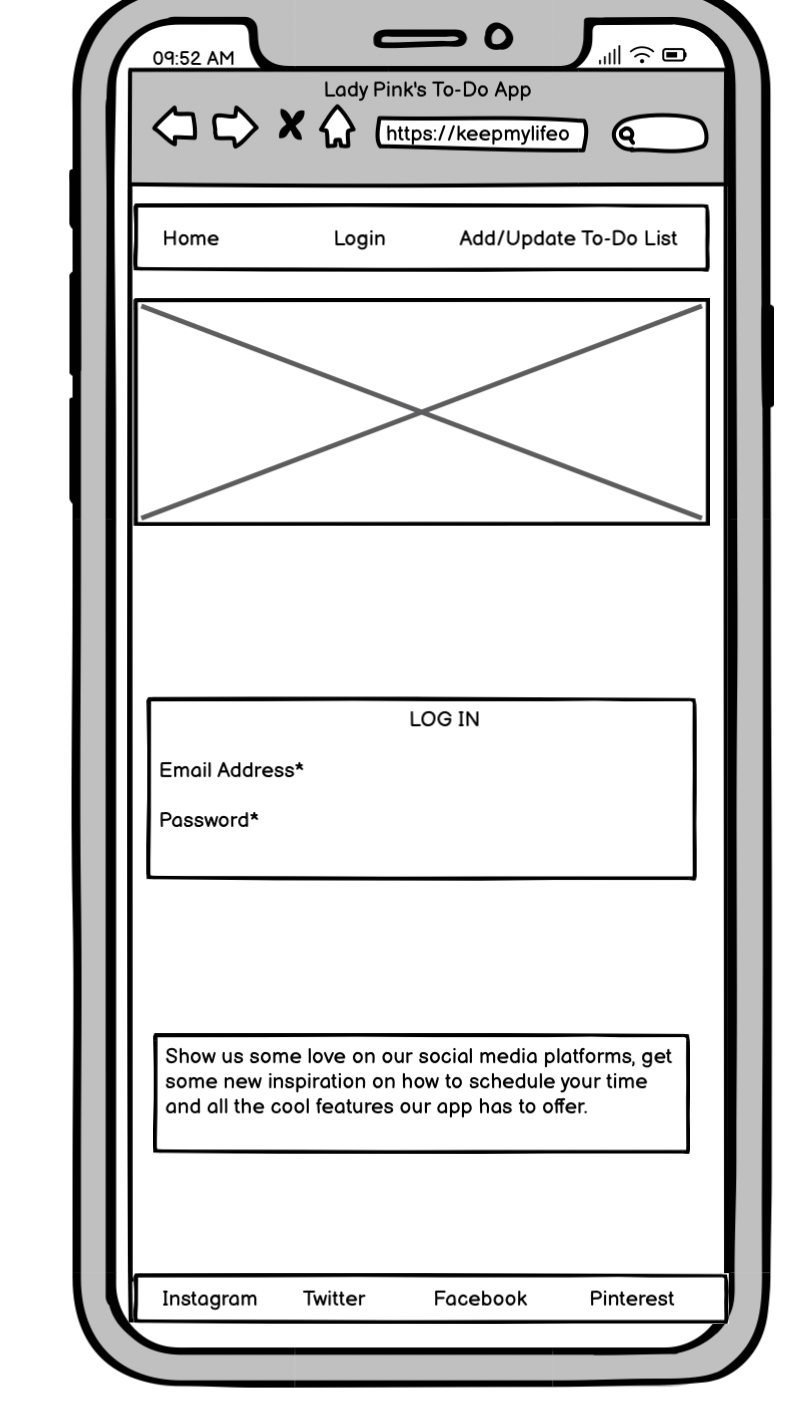 09:52 AM
Lady Pink's To-Do App
https://keepmylifeo
Home Login Add/Update To-Do List
LOG IN
Email Address*
Password*
Show us some love on our social media platforms, get
some new inspiration on how to schedule your time
and all the cool features our app has to offer.
Instagram Twitter Facebook Pinterest